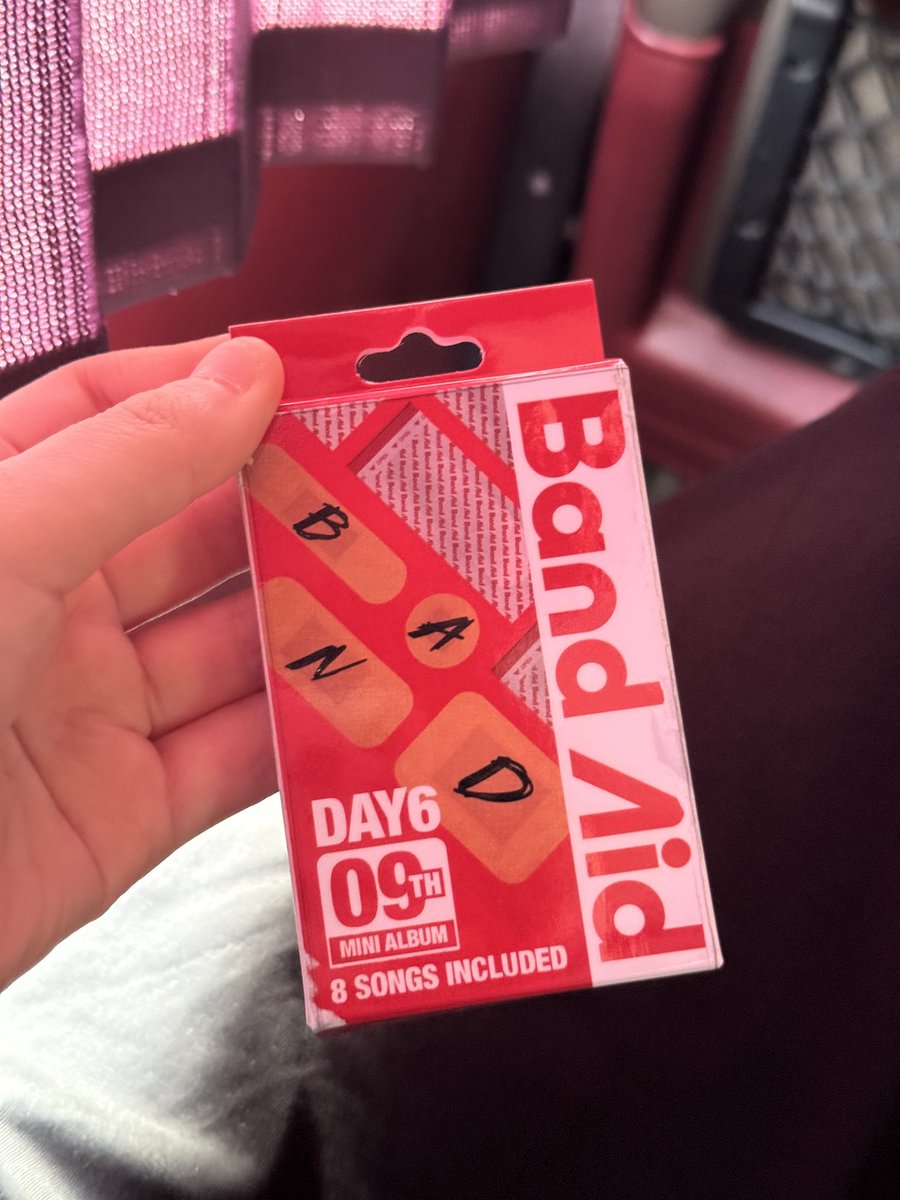 Band Aid
B
A
N
D
DAY6
09TH
MINI ALBUM
8 SONGS INCLUDED